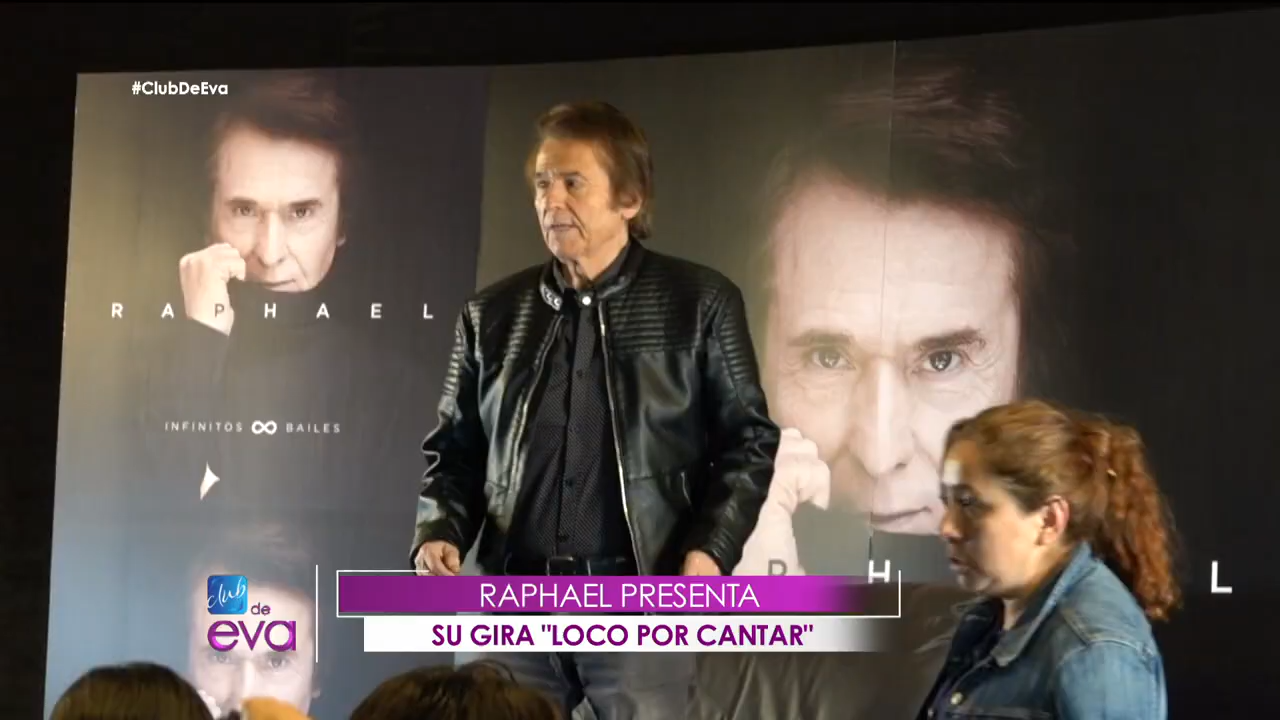 #ClubDeEva
RAPHAEL
INFINITOS ∞ BAILES
club
de
eva
RAPHAEL PRESENTA
SU GIRA "LOCO POR CANTAR"